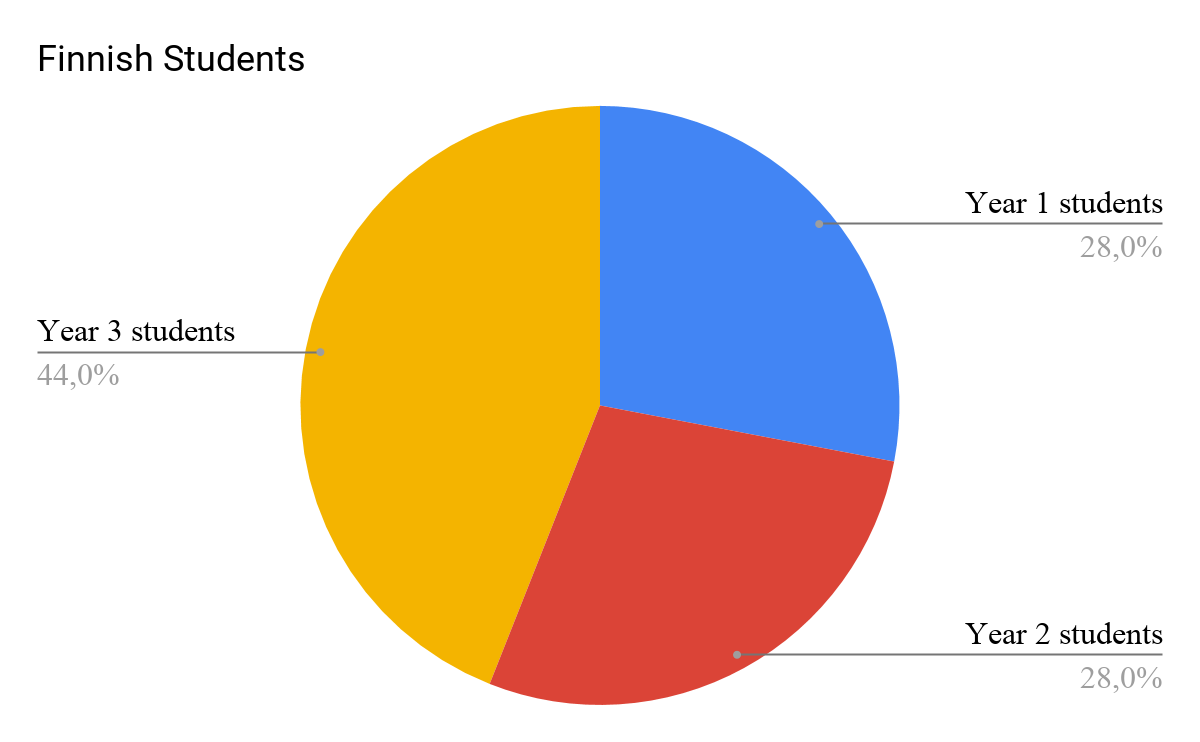 Finnish Students
Year 1 students
28,0%
Year 3 students
44,0%
Year 2 students
28,0%